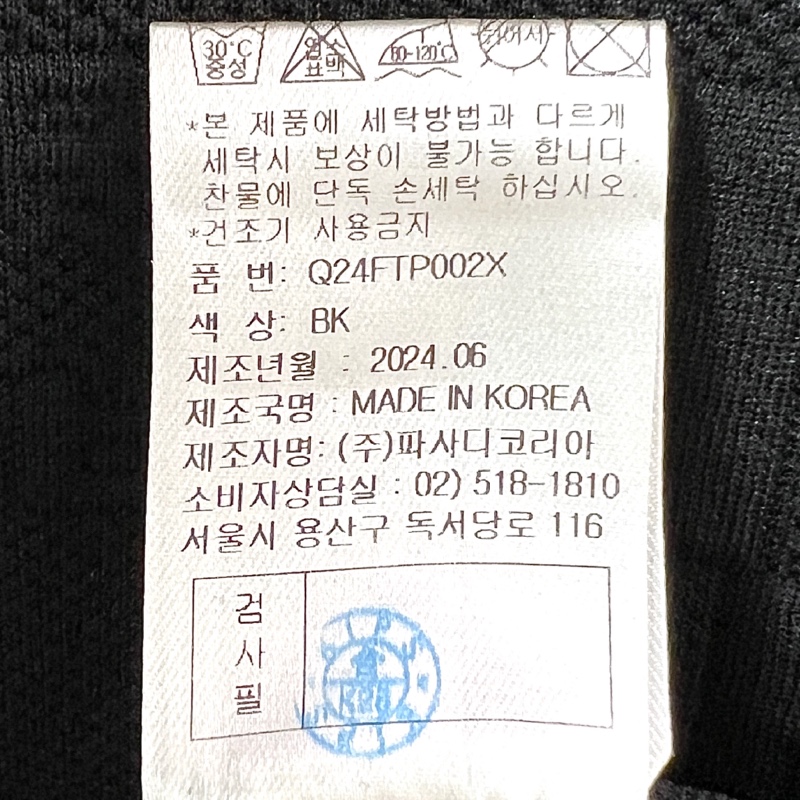 30°C
중성
염소
표백
80-120°C
*본 제품에 세탁방법과 다르게
세탁시 보상이 불가능 합니다.
찬물에 단독 손세탁 하십시오.
*건조기 사용금지
품 번: Q24FTP002X
색 상: BK
제조년월 : 2024.06
제조국명 : MADE IN KOREA
제조자명: (주)파사디코리아
소비자상담실 : 02) 518-1810
서울시 용산구 독서당로 116
검
사
필